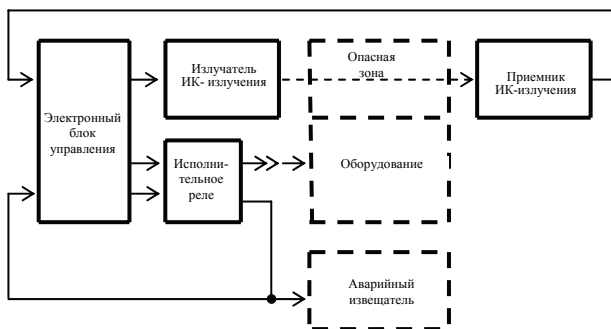 Электронный
блок
управления
Излучатель
ИК- излучения
Опасная
зона
Приемник
ИК-излучения
Исполни-
тельное
реле
Оборудование
Аварийный
извещатель